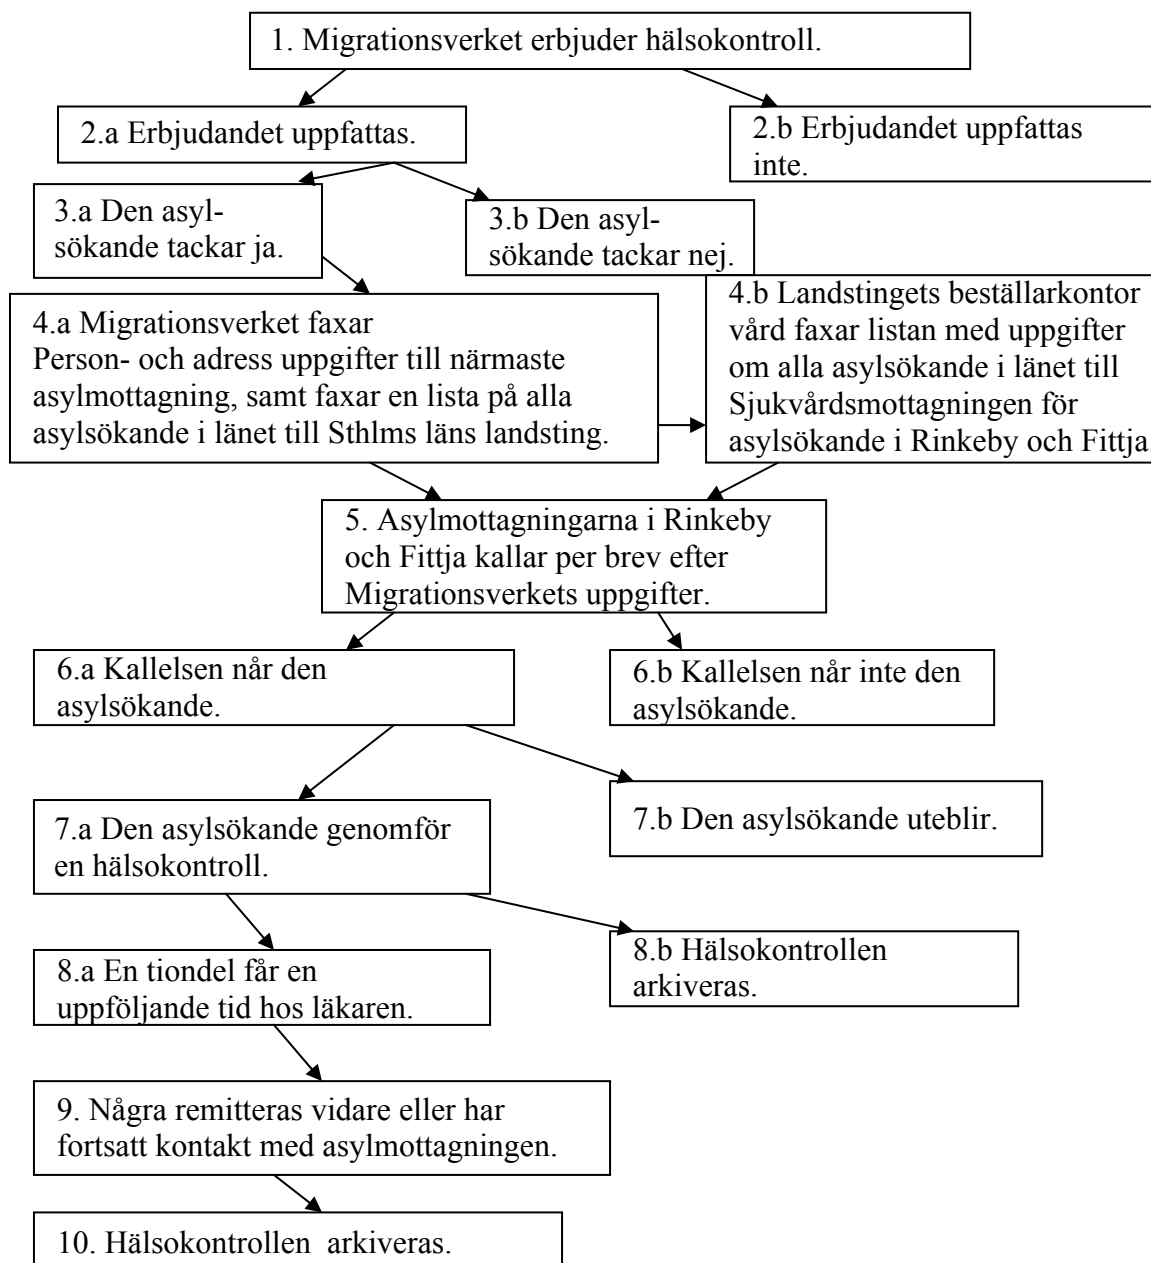 1. Migrationsverket erbjuder hälsokontroll.
2.a Erbjudandet uppfattas.
2.b Erbjudandet uppfattas
inte.
3.a Den asyl-
sökande tackar ja.
3.b Den asyl-
sökande tackar nej.
4.a Migrationsverket faxar
Person- och adress uppgifter till närmaste
asylmottagning, samt faxar en lista på alla
asylsökande i länet till Sthlms läns landsting.
4.b Landstingets beställarkontor
vård faxar listan med uppgifter
om alla asylsökande i länet till
Sjukvårdsmottagningen för
asylsökande i Rinkeby och Fittja.
5. Asylmottagningarna i Rinkeby
och Fittja kallar per brev efter
Migrationsverkets uppgifter.
6.a Kallelsen når den
asylsökande.
6.b Kallelsen når inte den
asylsökande.
7.a Den asylsökande genomför
en hälsokontroll.
7.b Den asylsökande uteblir.
8.a En tiondel får en
uppföljande tid hos läkaren.
8.b Hälsokontrollen
arkiveras.
9. Några remitteras vidare eller har
fortsatt kontakt med asylmottagningen.
10. Hälsokontrollen  arkiveras.